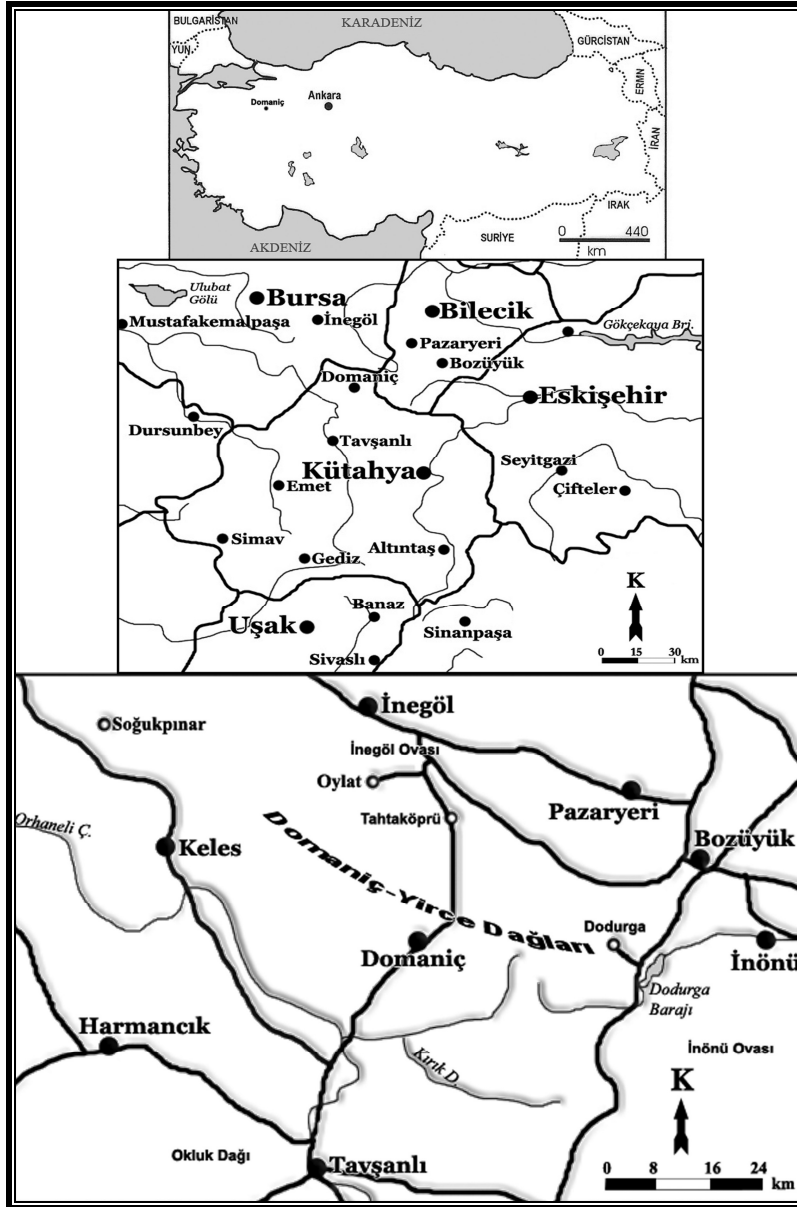 KARADENİZ
BULGARİSTAN
YUN.
GÜRCİSTAN
ERMN
İRAN
Domaniç
Ankara
IRAK
SURİYE
AKDENİZ
0 440
km
Ulubat
Gölü
Bursa
Bilecik
Mustafakemalpaşa
İnegöl
Gökçekaya Brj.
Pazaryeri
Bozüyük
Domaniç
Eskişehir
Dursunbey
Tavşanlı
Seyitgazi
Kütahya
Emet
Çifteler
Simav
Gediz
Altıntaş
K
Banaz
Uşak
Sinanpaşa
Sivaslı
0 15 30
km
İnegöl
Soğukpınar
İnegöl Ovası
Oylat
Pazaryeri
Tahtaköprü
Orhaneli Ç.
Bozüyük
Keles
Domaniç-Yirce Dağları
Dodurga
Domaniç
İnönü
Dodurga
Barajı
Harmancık
İnönü Ovası
Kırık D.
K
Okluk Dağı
Tavşanlı
0 8 16 24
km